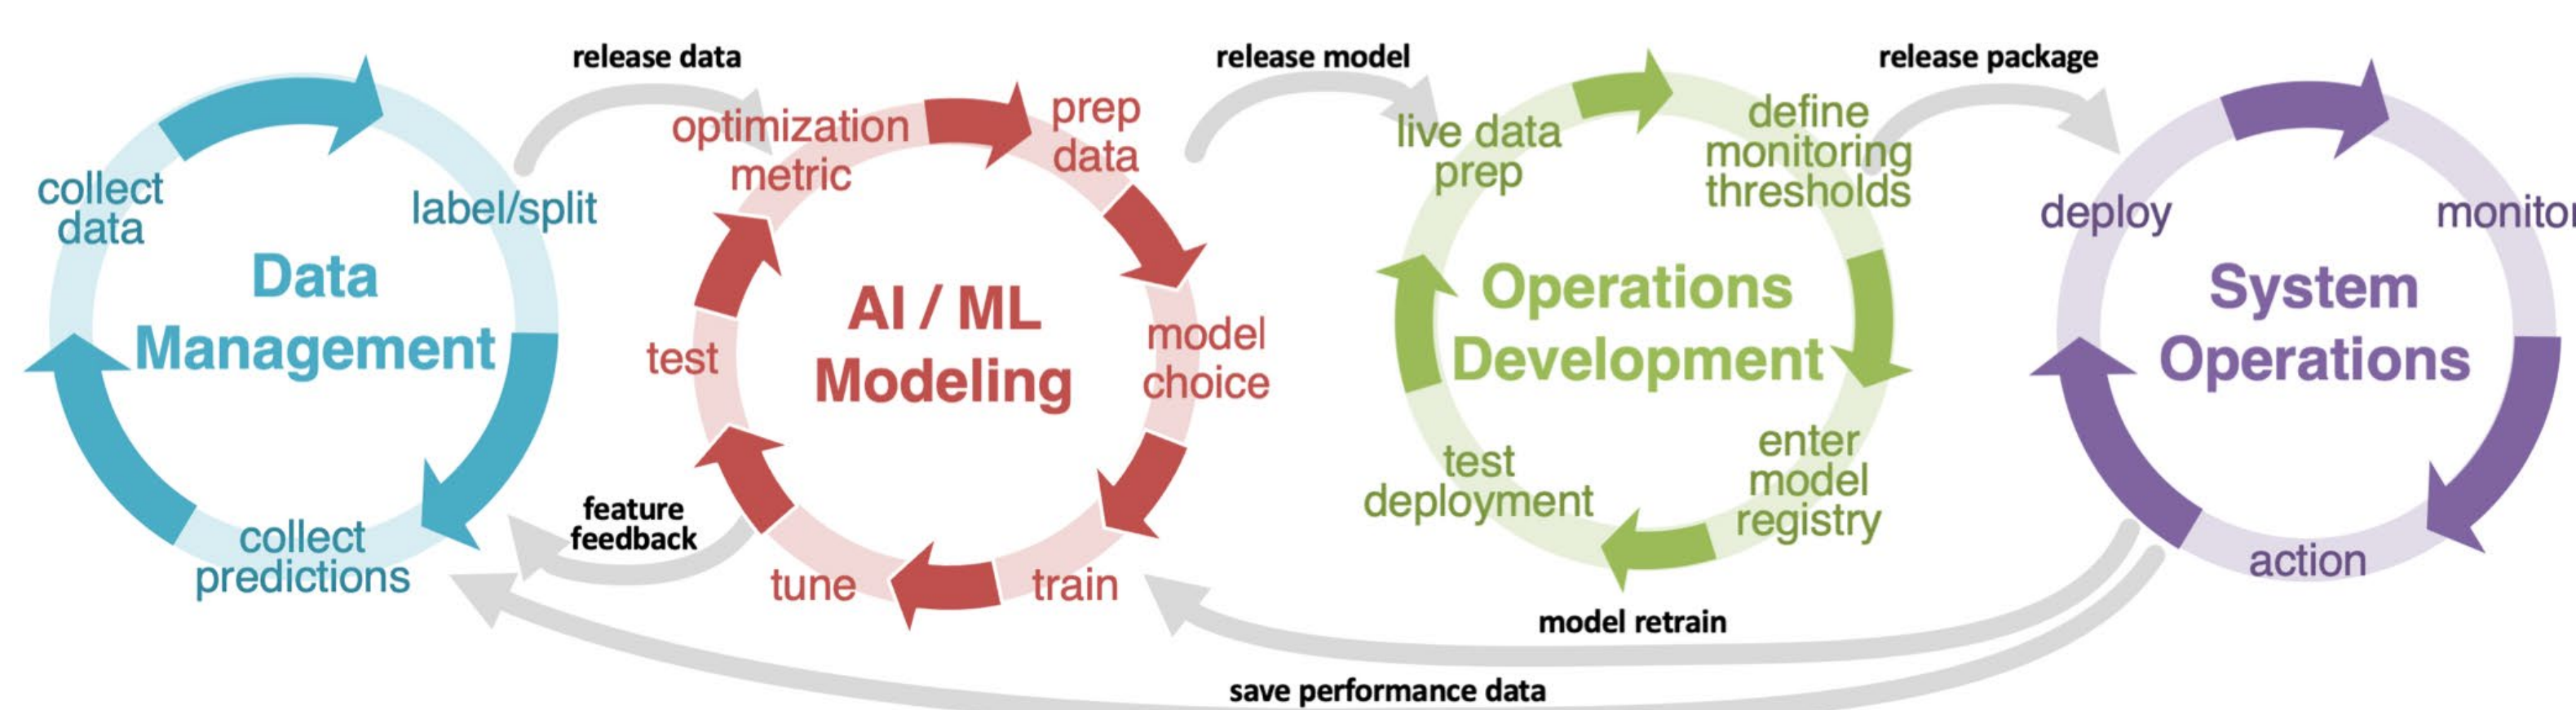 release data
release model
release package
collect
data
label/split
Data
Management
collect
predictions
optimization
metric
prep
data
model
choice
train
tune
test
AI / ML
Modeling
feature
feedback
live data
prep
define
monitoring
thresholds
enter
model
registry
test
deployment
Operations
Development
deploy
monitor
action
System
Operations
model retrain
save performance data